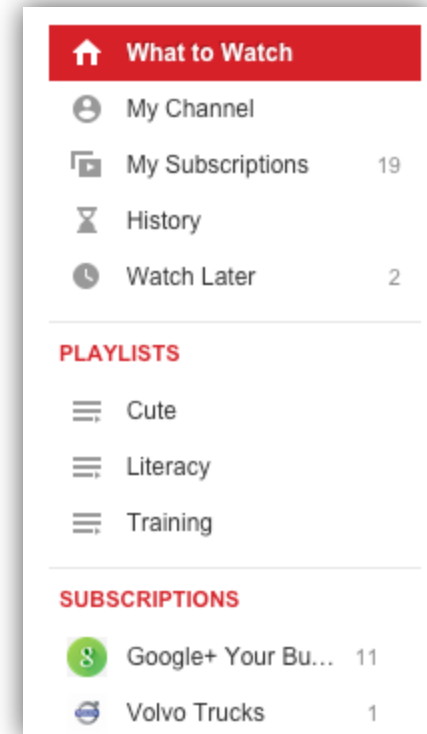 What to Watch
My Channel
My Subscriptions 19
History
Watch Later 2
PLAYLISTS
Cute
Literacy
Training
SUBSCRIPTIONS
8 Google+ Your Bu... 11
Volvo Trucks 1